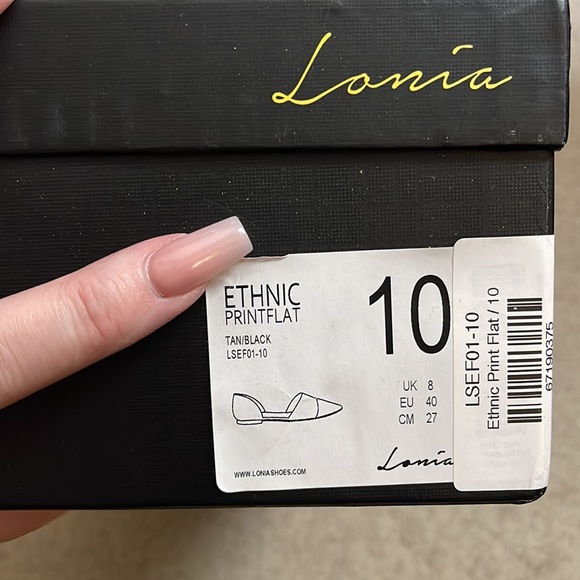 Lonia
ETHNIC
PRINTFLAT
TAN/BLACK
LSEF01-10
10
UK 8
EU 40
CM 27
WWW.LONIASHOES.COM
Lonia
LSEF01-10
Ethnic Print Flat / 10
67190375